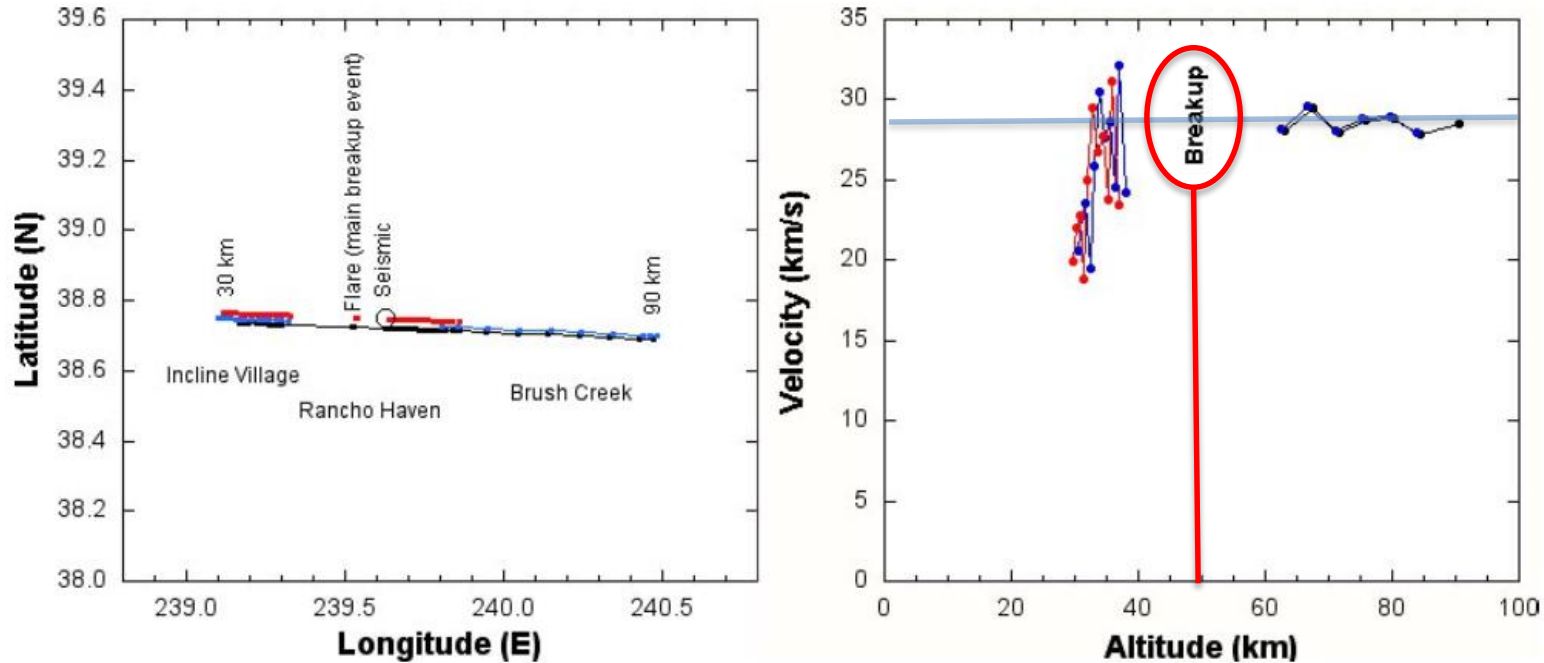 39.6
39.4
39.2
39.0
38.8
38.6
38.4
38.2
38.0
Latitude (N)
30 km
Flare (main breakup event)
Seismic
90 km
Incline Village
Rancho Haven
Brush Creek
239.0
239.5
240.0
240.5
Longitude (E)
35
30
25
20
15
10
5
0
Velocity (km/s)
Breakup
0
20
40
60
80
100
Altitude (km)